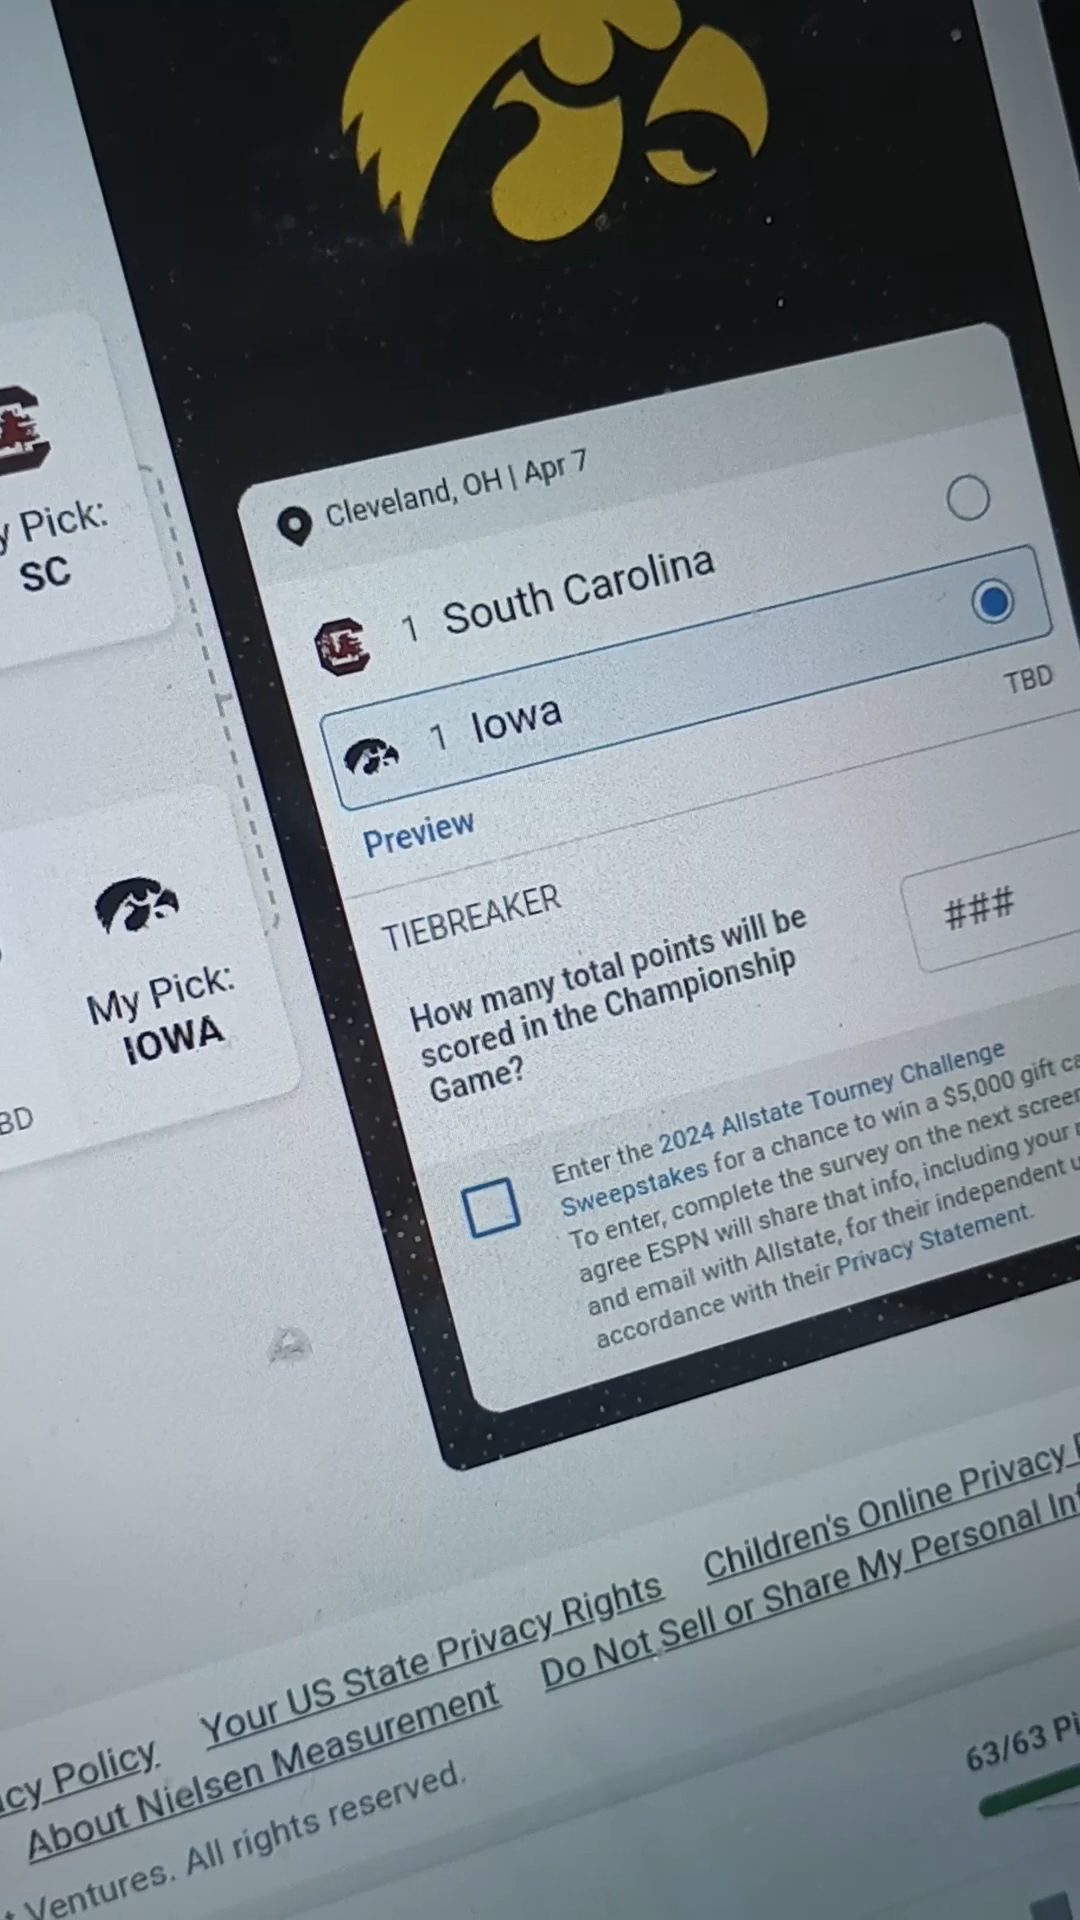 Cleveland, OH | Apr 7
1 South Carolina
1 Iowa
TBD
Preview
TIEBREAKER
How many total points will be
scored in the Championship
Game?
###
Enter the 2024 Allstate Tourney Challenge
Sweepstakes for a chance to win a $5,000 gift
To enter, complete the survey on the next
agree ESPN will share that info, including your
and email with Allstate, for their independent
accordance with their Privacy Statement.
Pick:
SC
My Pick:
IOWA
Policy
Your US State Privacy Rights
Children's Online Privacy
About Nielsen Measurement
Do Not Sell or Share My Personal
Ventures. All rights reserved.
63/63